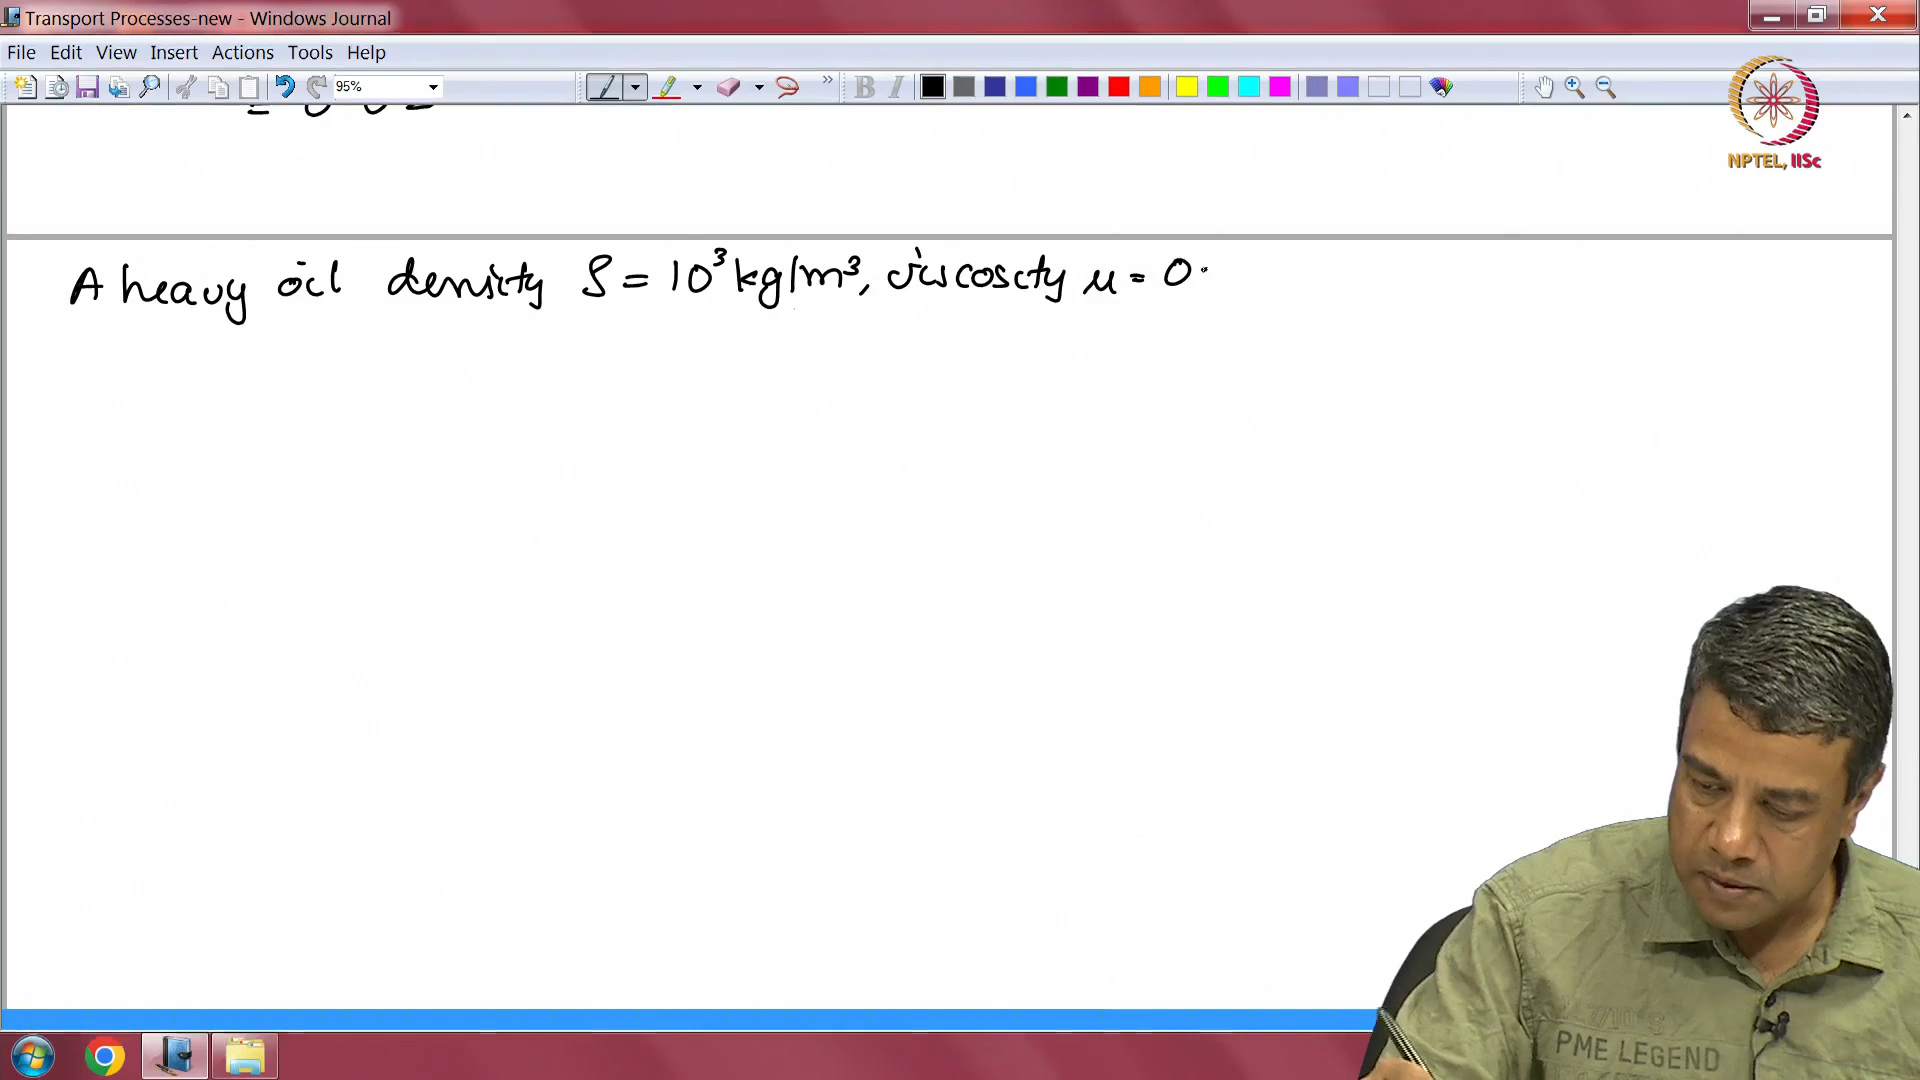 Transport Processes-new - Windows Journal
File Edit View Insert Actions Tools Help
95%
B I
NPTEL, IISc
A heavy oil density ρ = 10³ kg/m³, viscosity μ = 0.
PME LEGEND